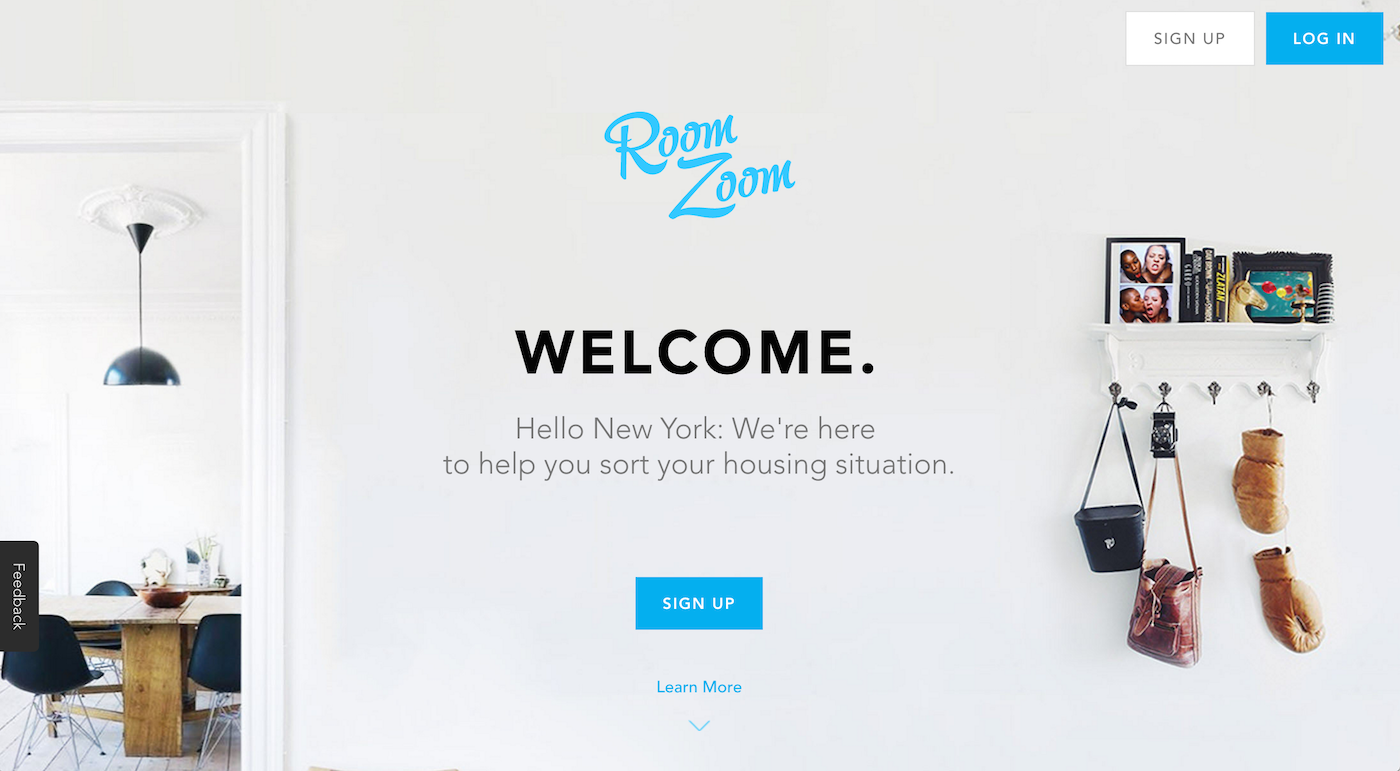 SIGN UP
LOG IN
Room
Zoom
WELCOME.
Hello New York: We're here
to help you sort your housing situation.
ZLATAN
Feedback
SIGN UP
Learn More